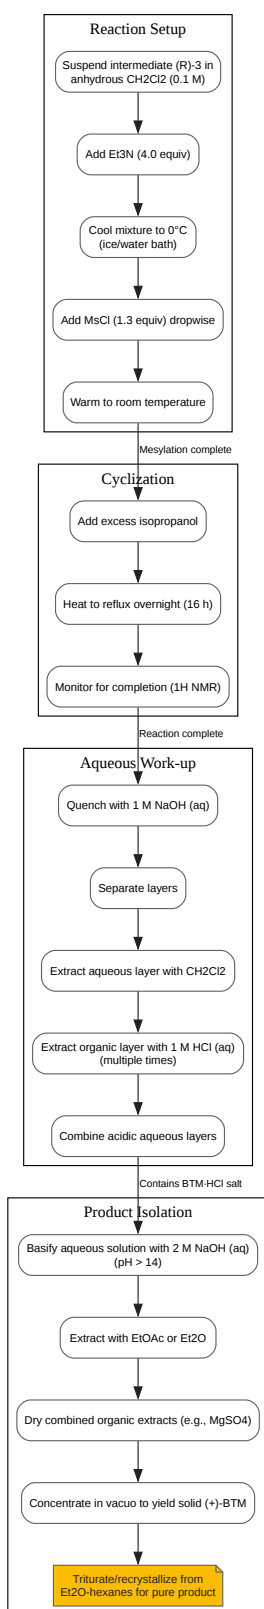 Reaction Setup
Suspend intermediate (R)-3 in
anhydrous CH2Cl2 (0.1 M)
Add Et3N (4.0 equiv)
Cool mixture to 0°C
(ice/water bath)
Add MsCl (1.3 equiv) dropwise
Warm to room temperature
Mesylation complete
Cyclization
Add excess isopropanol
Heat to reflux overnight (16 h)
Monitor for completion (1H NMR)
Reaction complete
Aqueous Work-up
Quench with 1 M NaOH (aq)
Separate layers
Extract aqueous layer with CH2Cl2
Extract organic layer with 1 M HCl (aq)
(multiple times)
Combine acidic aqueous layers
Contains BTM·HCl salt
Product Isolation
Basify aqueous solution with 2 M NaOH (aq)
(pH > 14)
Extract with EtOAc or Et2O
Dry combined organic extracts (e.g., MgSO4)
Concentrate in vacuo to yield solid (+)-BTM
Triturate/recrystallize from
Et2O-hexanes for pure product